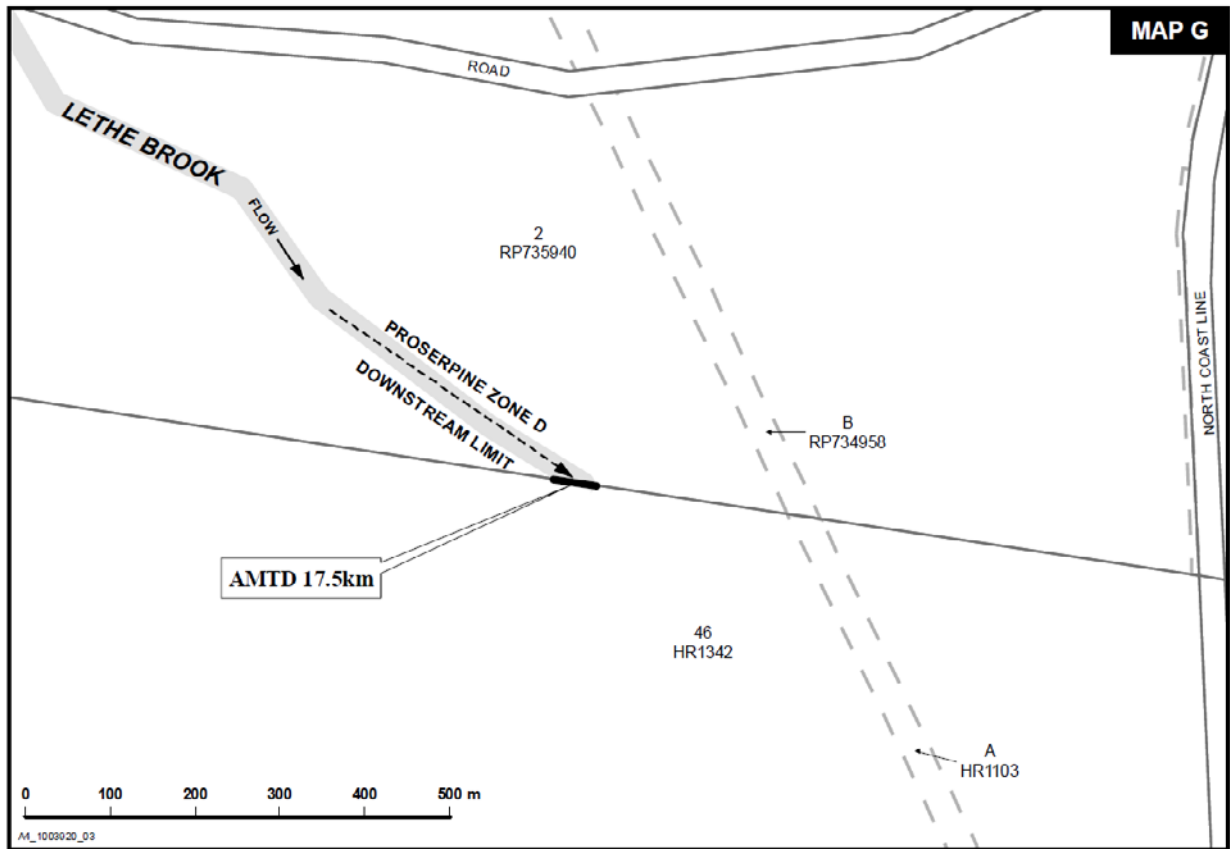 MAP G
ROAD
LETHE BROOK
FLOW
2
RP735940
PROSERPINE ZONE D
DOWNSTREAM LIMIT
NORTH COAST LINE
B
RP734958
AMTD 17.5km
46
HR1342
A
HR1103
0 100 200 300 400 500 m
A4_1003920_03